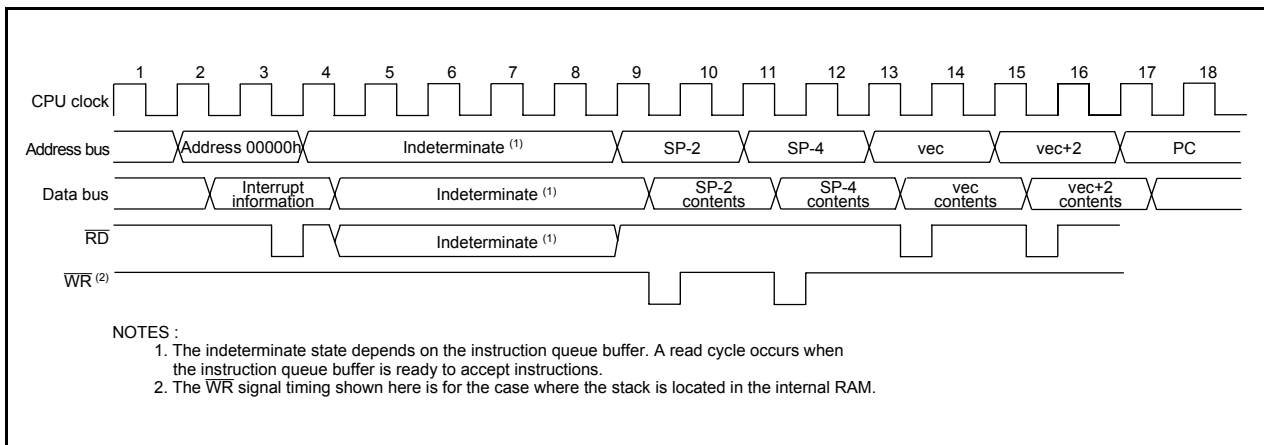 1 2 3 4 5 6 7 8 9 10 11 12 13 14 15 16 17 18
CPU clock
Address bus Address 00000h Indeterminate (1) SP-2 SP-4 vec vec+2 PC
Data bus Interrupt information Indeterminate (1) SP-2 contents SP-4 contents vec contents vec+2 contents
RD Indeterminate (1)
WR (2)
NOTES :
1. The indeterminate state depends on the instruction queue buffer. A read cycle occurs when
the instruction queue buffer is ready to accept instructions.
2. The WR signal timing shown here is for the case where the stack is located in the internal RAM.